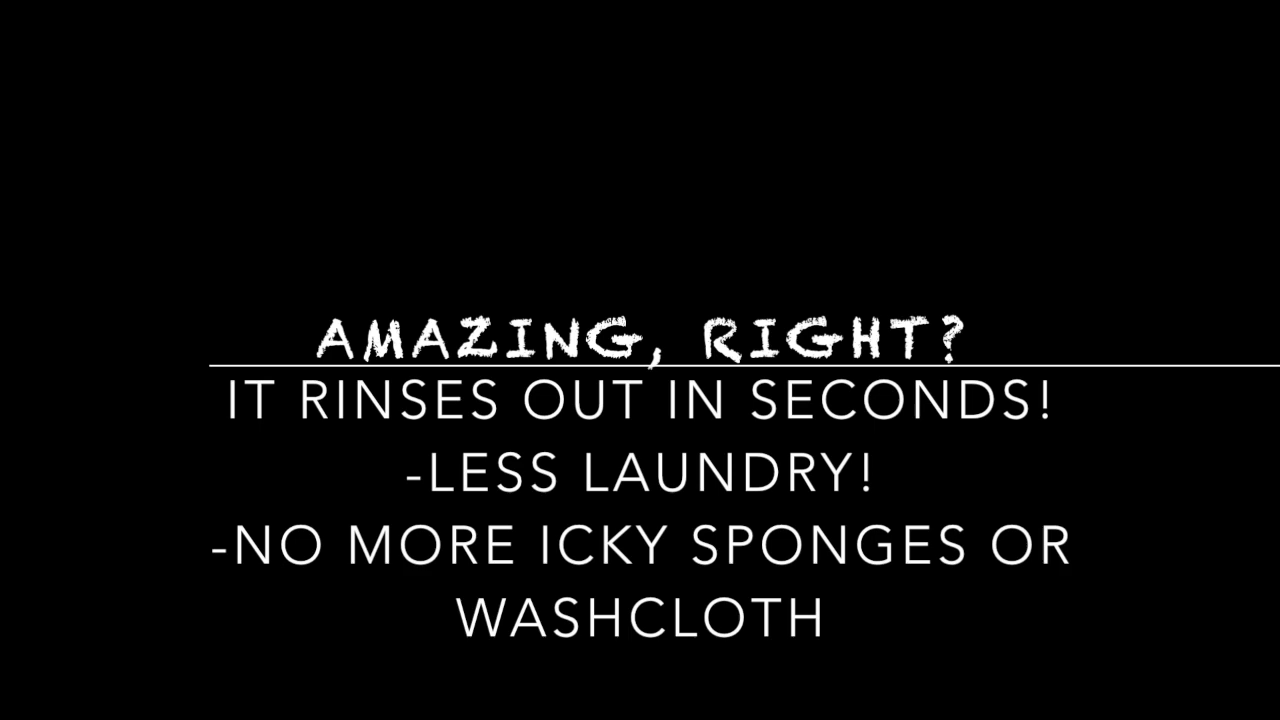 AMAZING, RIGHT?
IT RINSES OUT IN SECONDS!
-LESS LAUNDRY!
-NO MORE ICKY SPONGES OR
WASHCLOTH